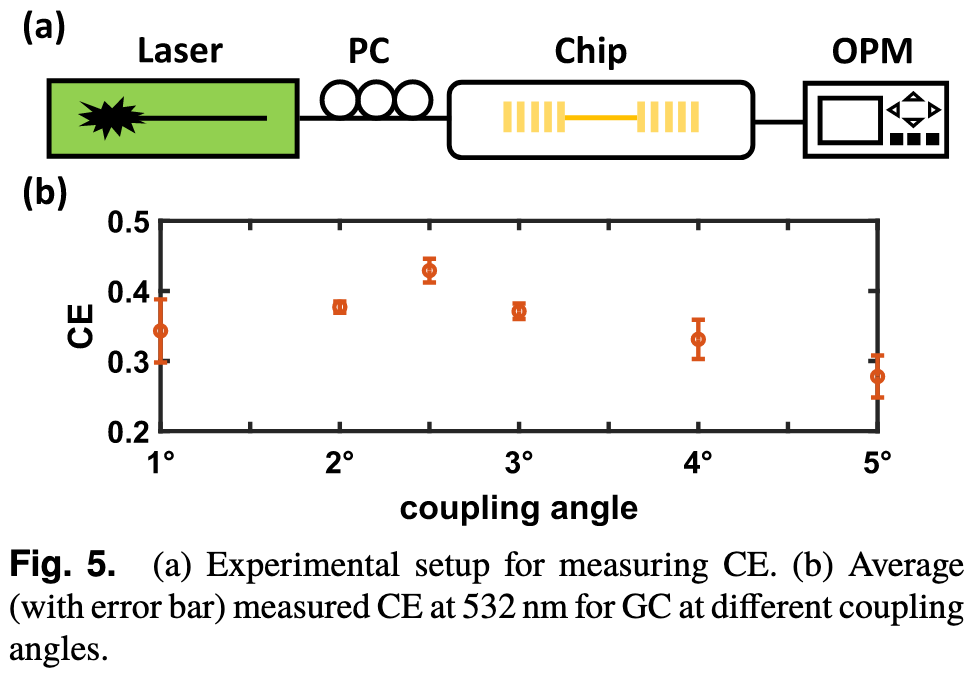 (a)
Laser PC Chip OPM
(b)
0.5
0.4
0.3
0.2
CE
1° 2° 3° 4° 5°
coupling angle
Fig. 5. (a) Experimental setup for measuring CE. (b) Average
(with error bar) measured CE at 532 nm for GC at different coupling
angles.